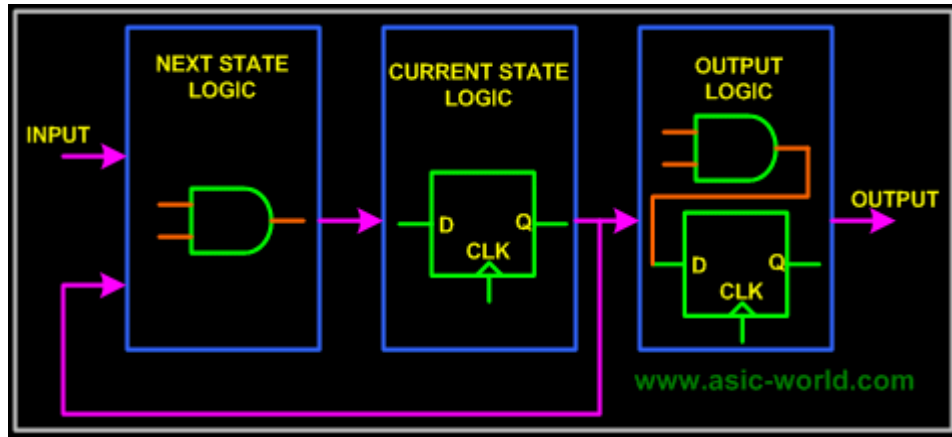 NEXT STATE
LOGIC
CURRENT STATE
LOGIC
OUTPUT
LOGIC
INPUT
OUTPUT
D
Q
CLK
D
Q
CLK
www.asic-world.com